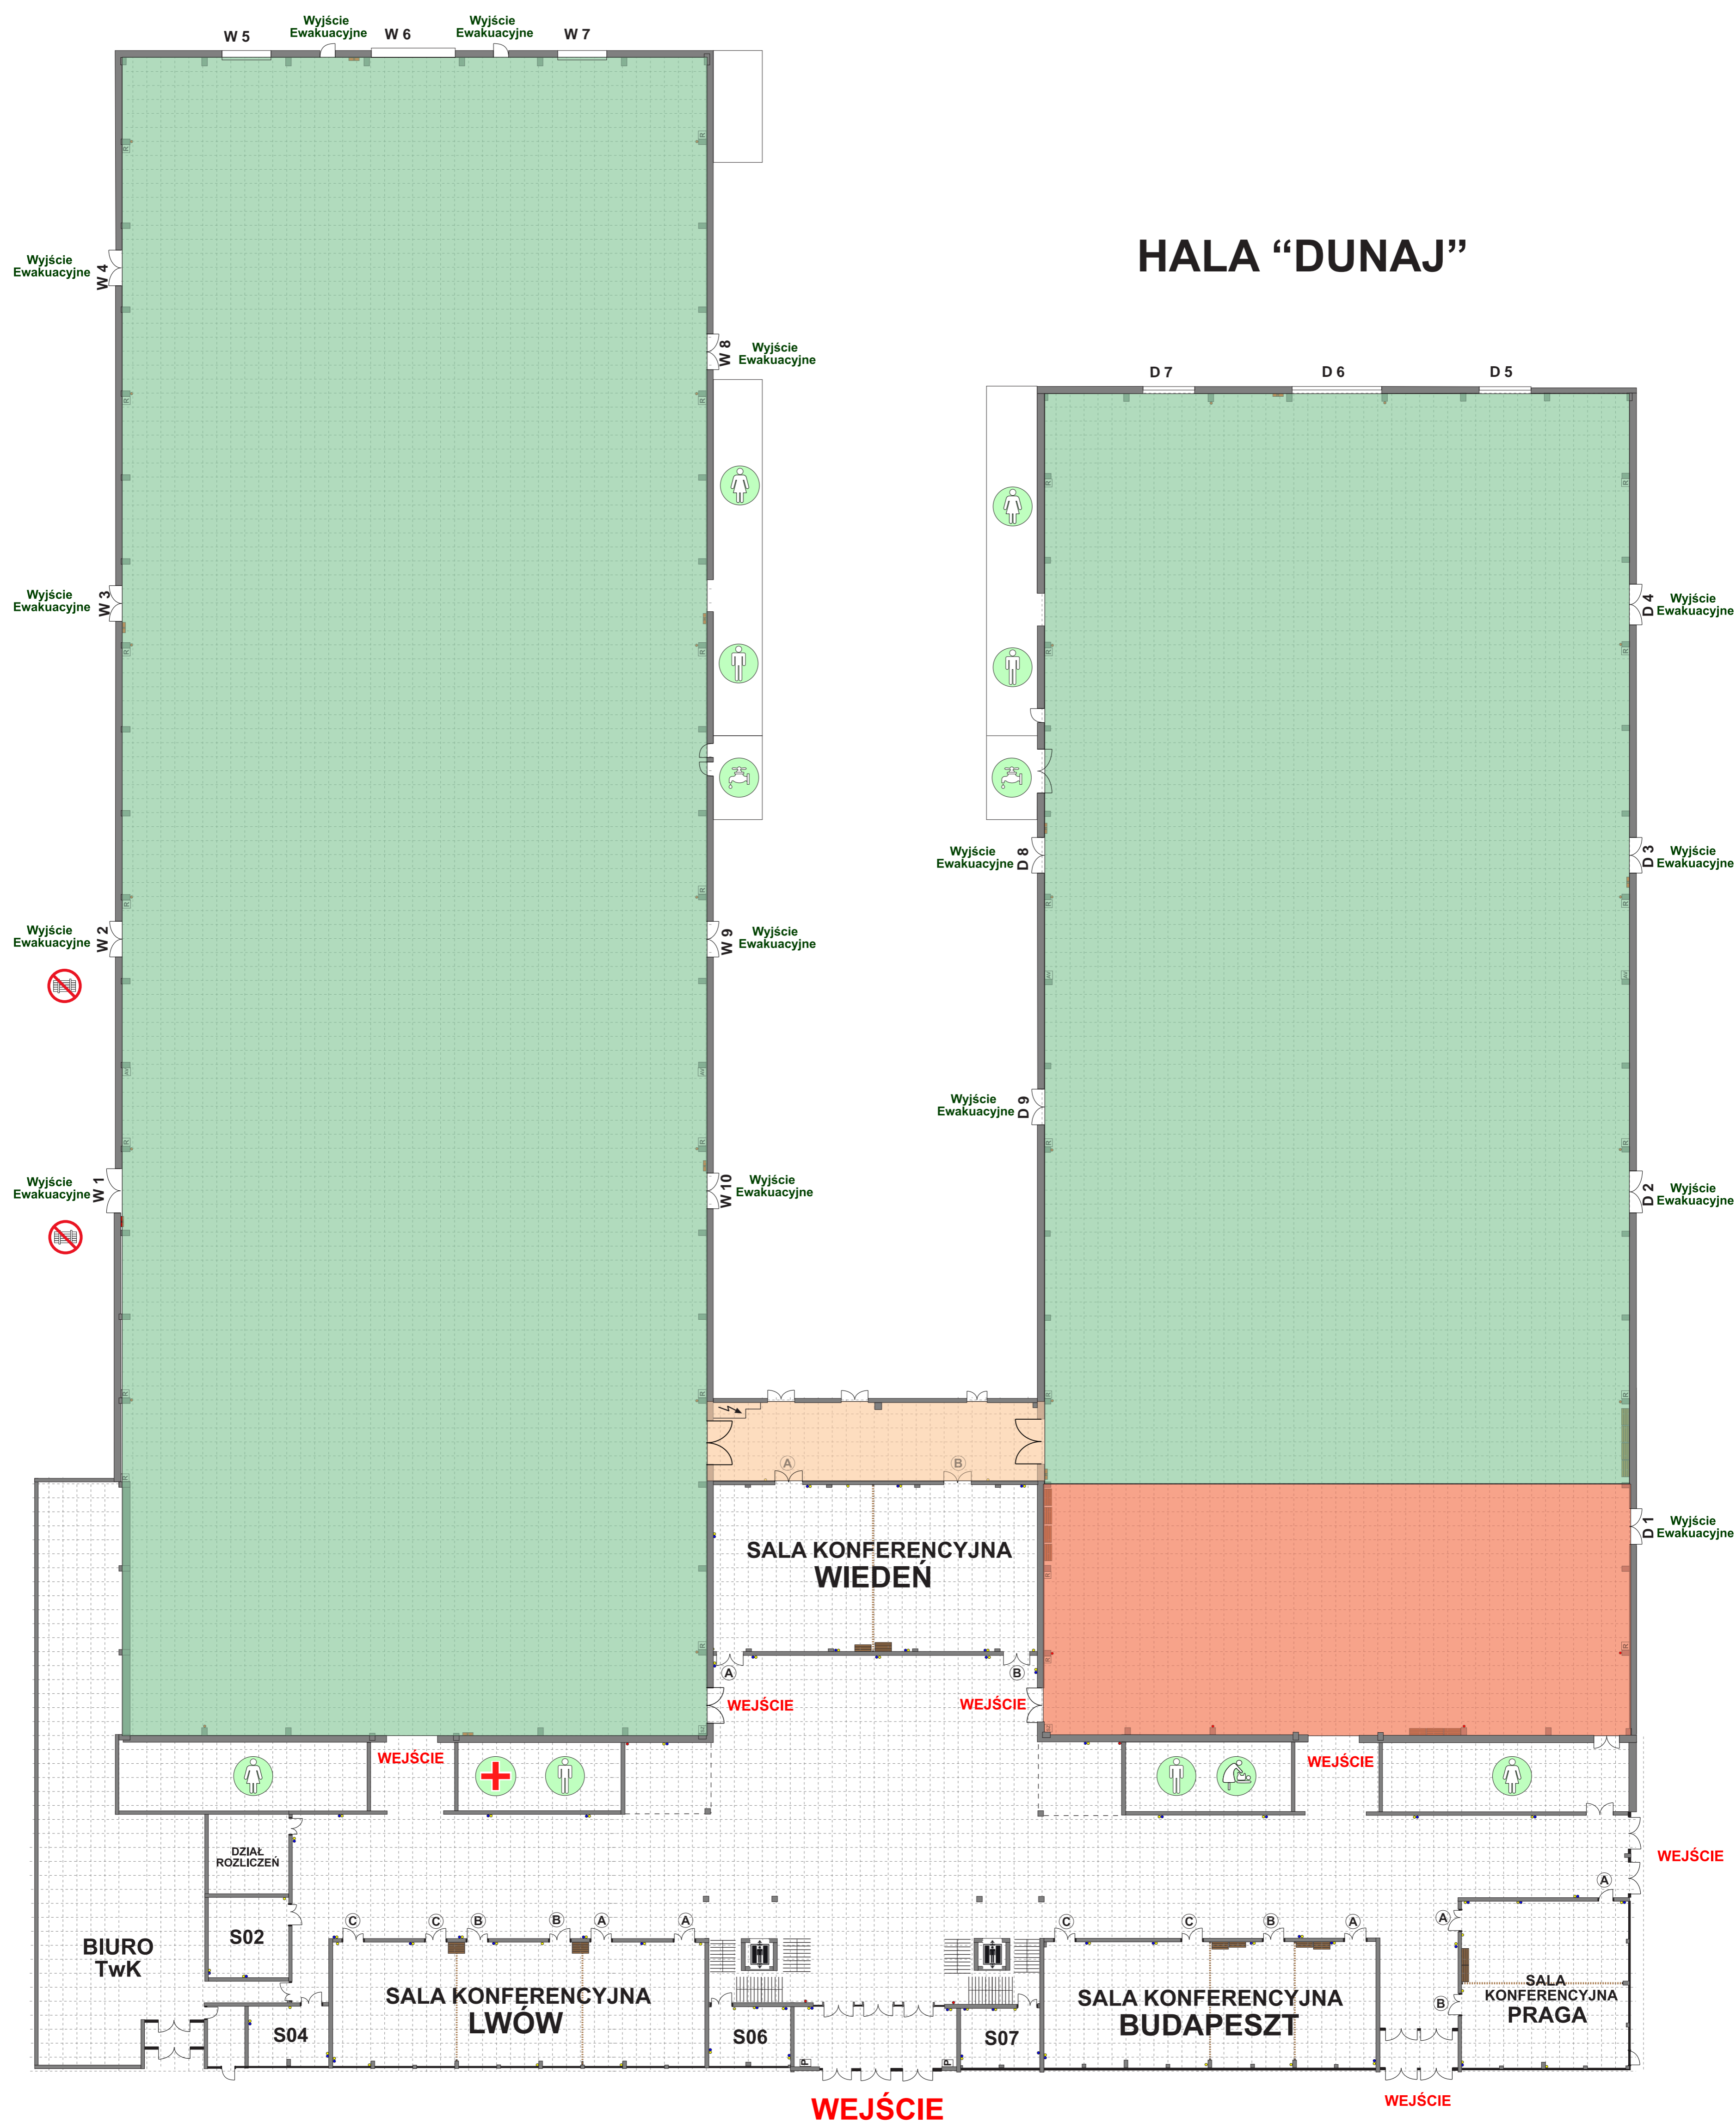 Wyjście
Ewakuacyjne
Wyjście
Ewakuacyjne
W 5
W 6
W 7
HALA “DUNAJ”
Wyjście
Ewakuacyjne
W 4
W 8
Wyjście
Ewakuacyjne
D 7
D 6
D 5
Wyjście
Ewakuacyjne
W 3
D 4
Wyjście
Ewakuacyjne
Wyjście
Ewakuacyjne
D 8
D 3
Wyjście
Ewakuacyjne
Wyjście
Ewakuacyjne
W 2
W 9
Wyjście
Ewakuacyjne
Wyjście
Ewakuacyjne
D 9
Wyjście
Ewakuacyjne
W 1
W 10
Wyjście
Ewakuacyjne
D 2
Wyjście
Ewakuacyjne
A
B
SALA KONFERENCYJNA
WIEDEŃ
D 1
Wyjście
Ewakuacyjne
A
B
WEJŚCIE
WEJŚCIE
WEJŚCIE
WEJŚCIE
DZIAŁ
ROZLICZEŃ
WEJŚCIE
S02
BIURO
TwK
C
C
B
B
A
A
C
C
B
A
A
A
B
SALA KONFERENCYJNA
LWÓW
SALA KONFERENCYJNA
BUDAPESZT
SALA
KONFERENCYJNA
PRAGA
S04
S06
S07
P
P
WEJŚCIE
WEJŚCIE